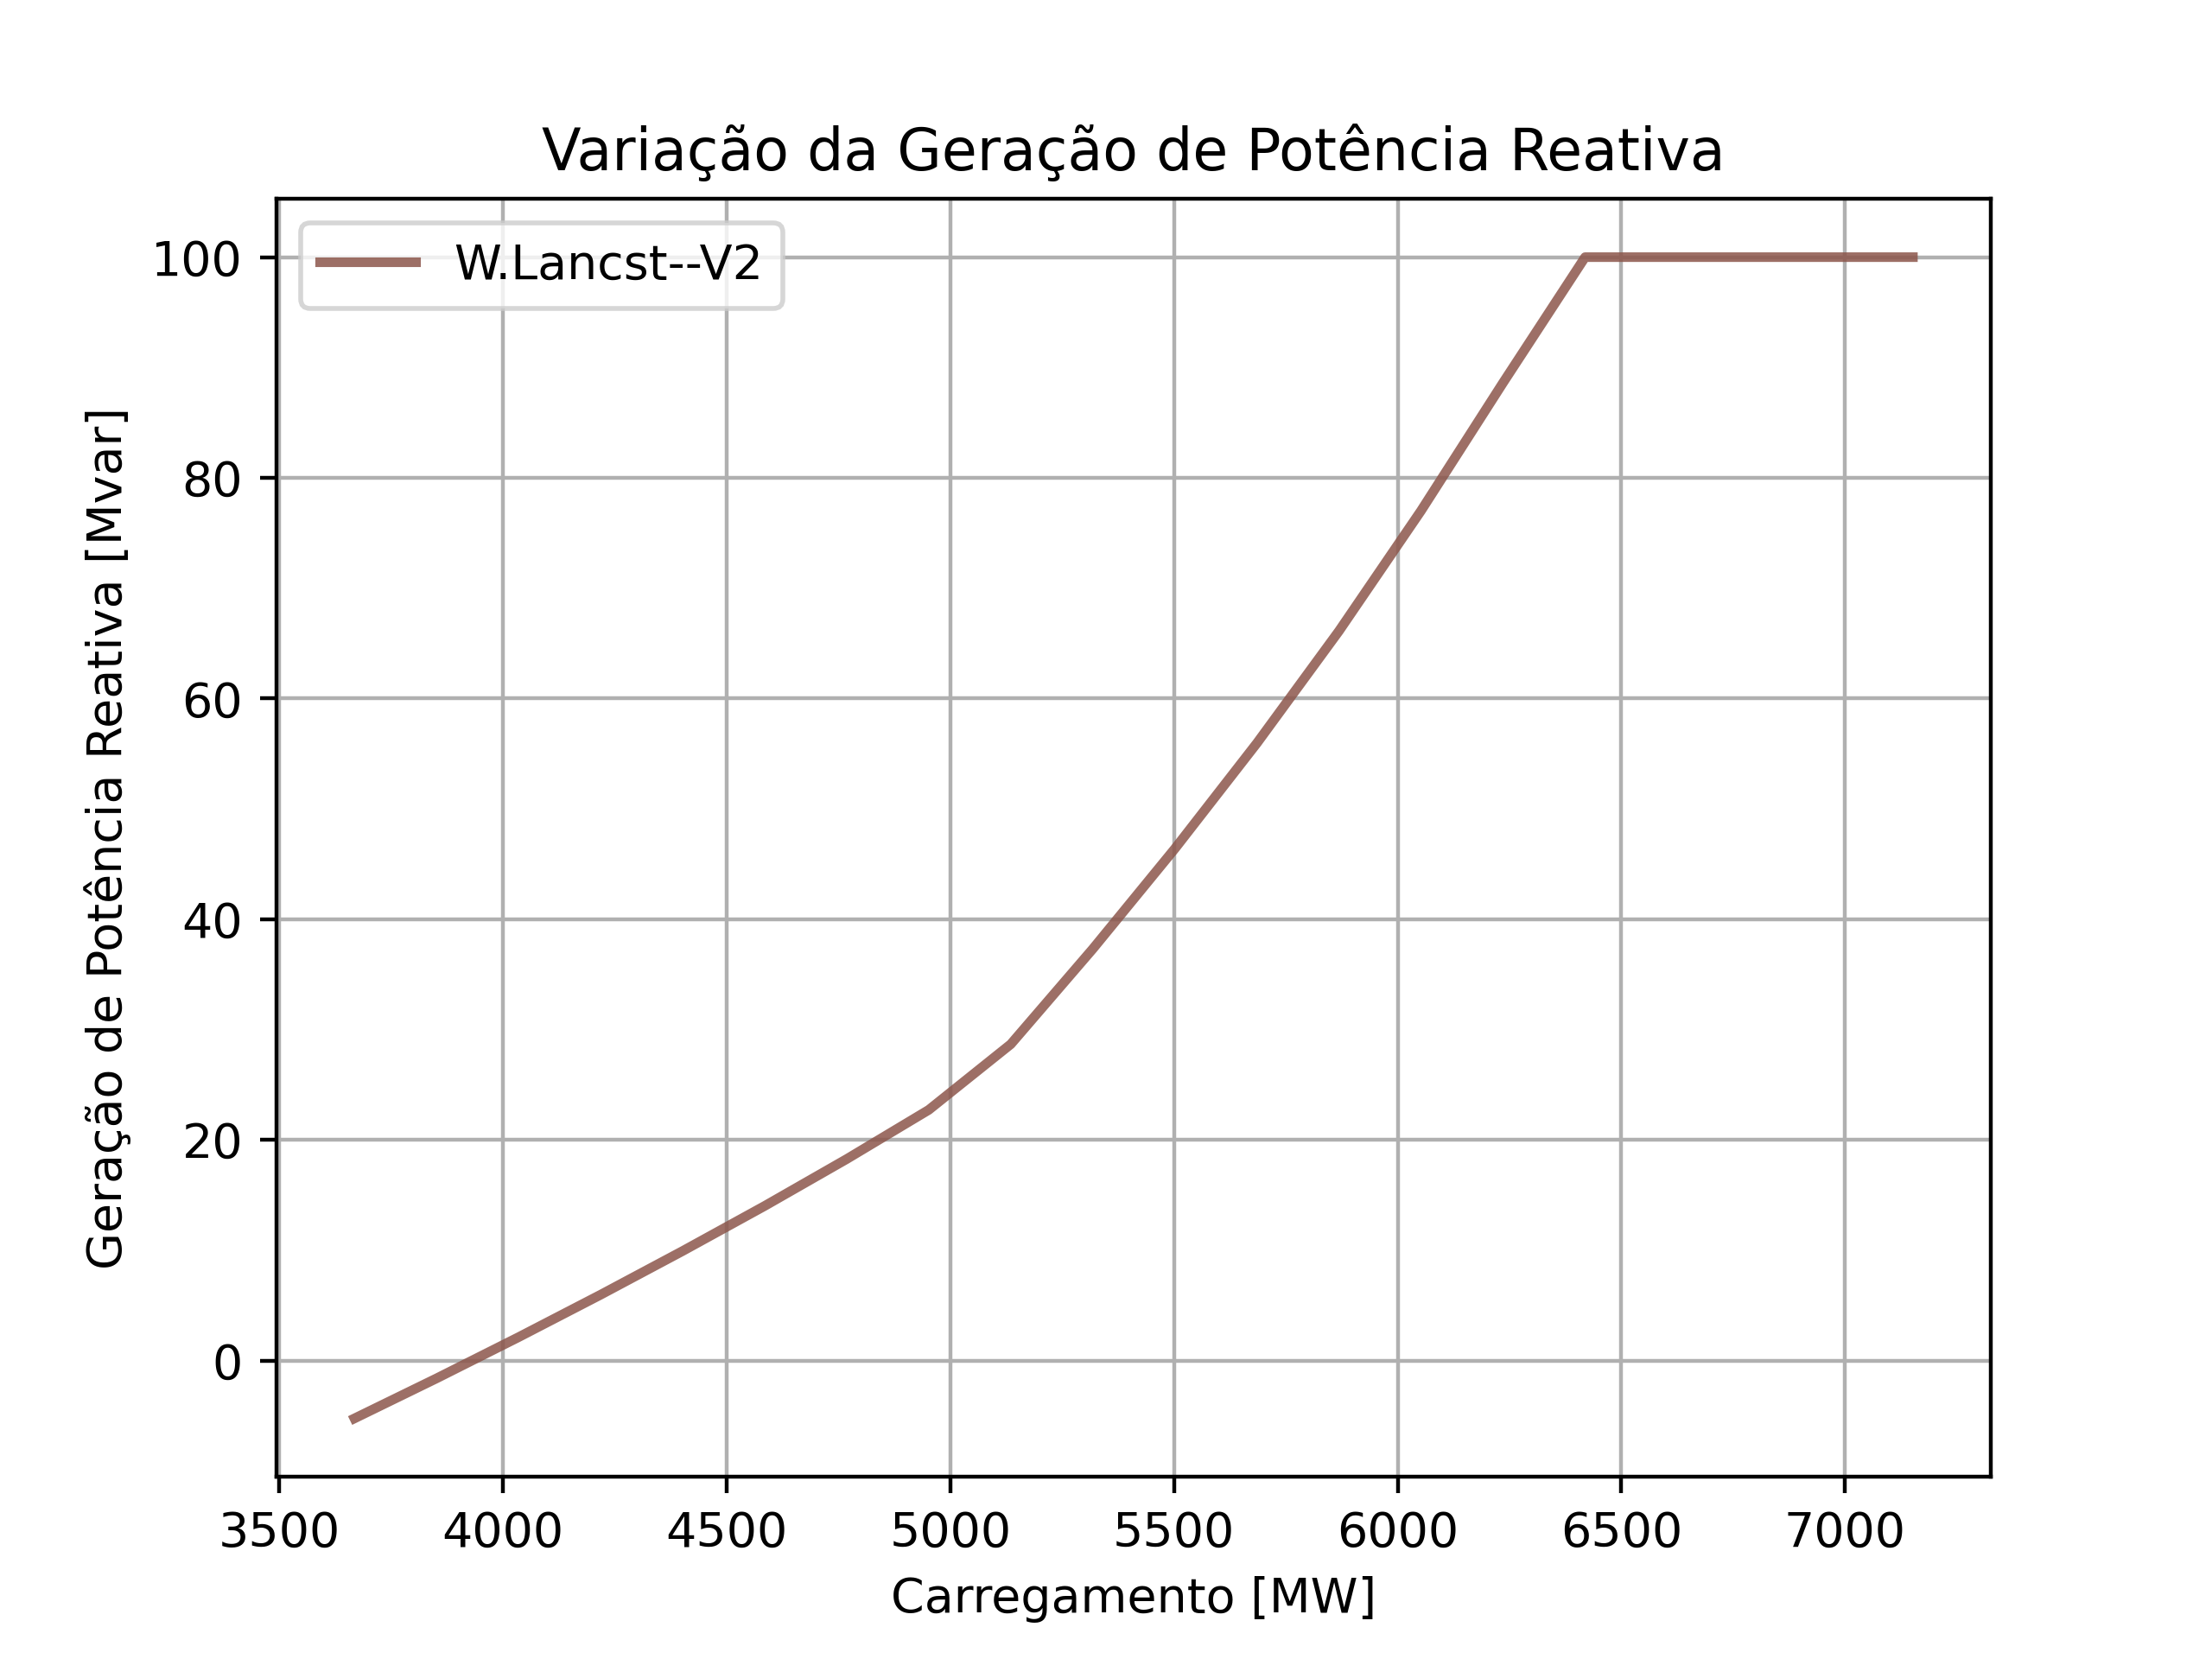 Variação da Geração de Potência Reativa
W.Lancst--V2
Geração de Potência Reativa [Mvar]
100
80
60
40
20
0
3500 4000 4500 5000 5500 6000 6500 7000
Carregamento [MW]